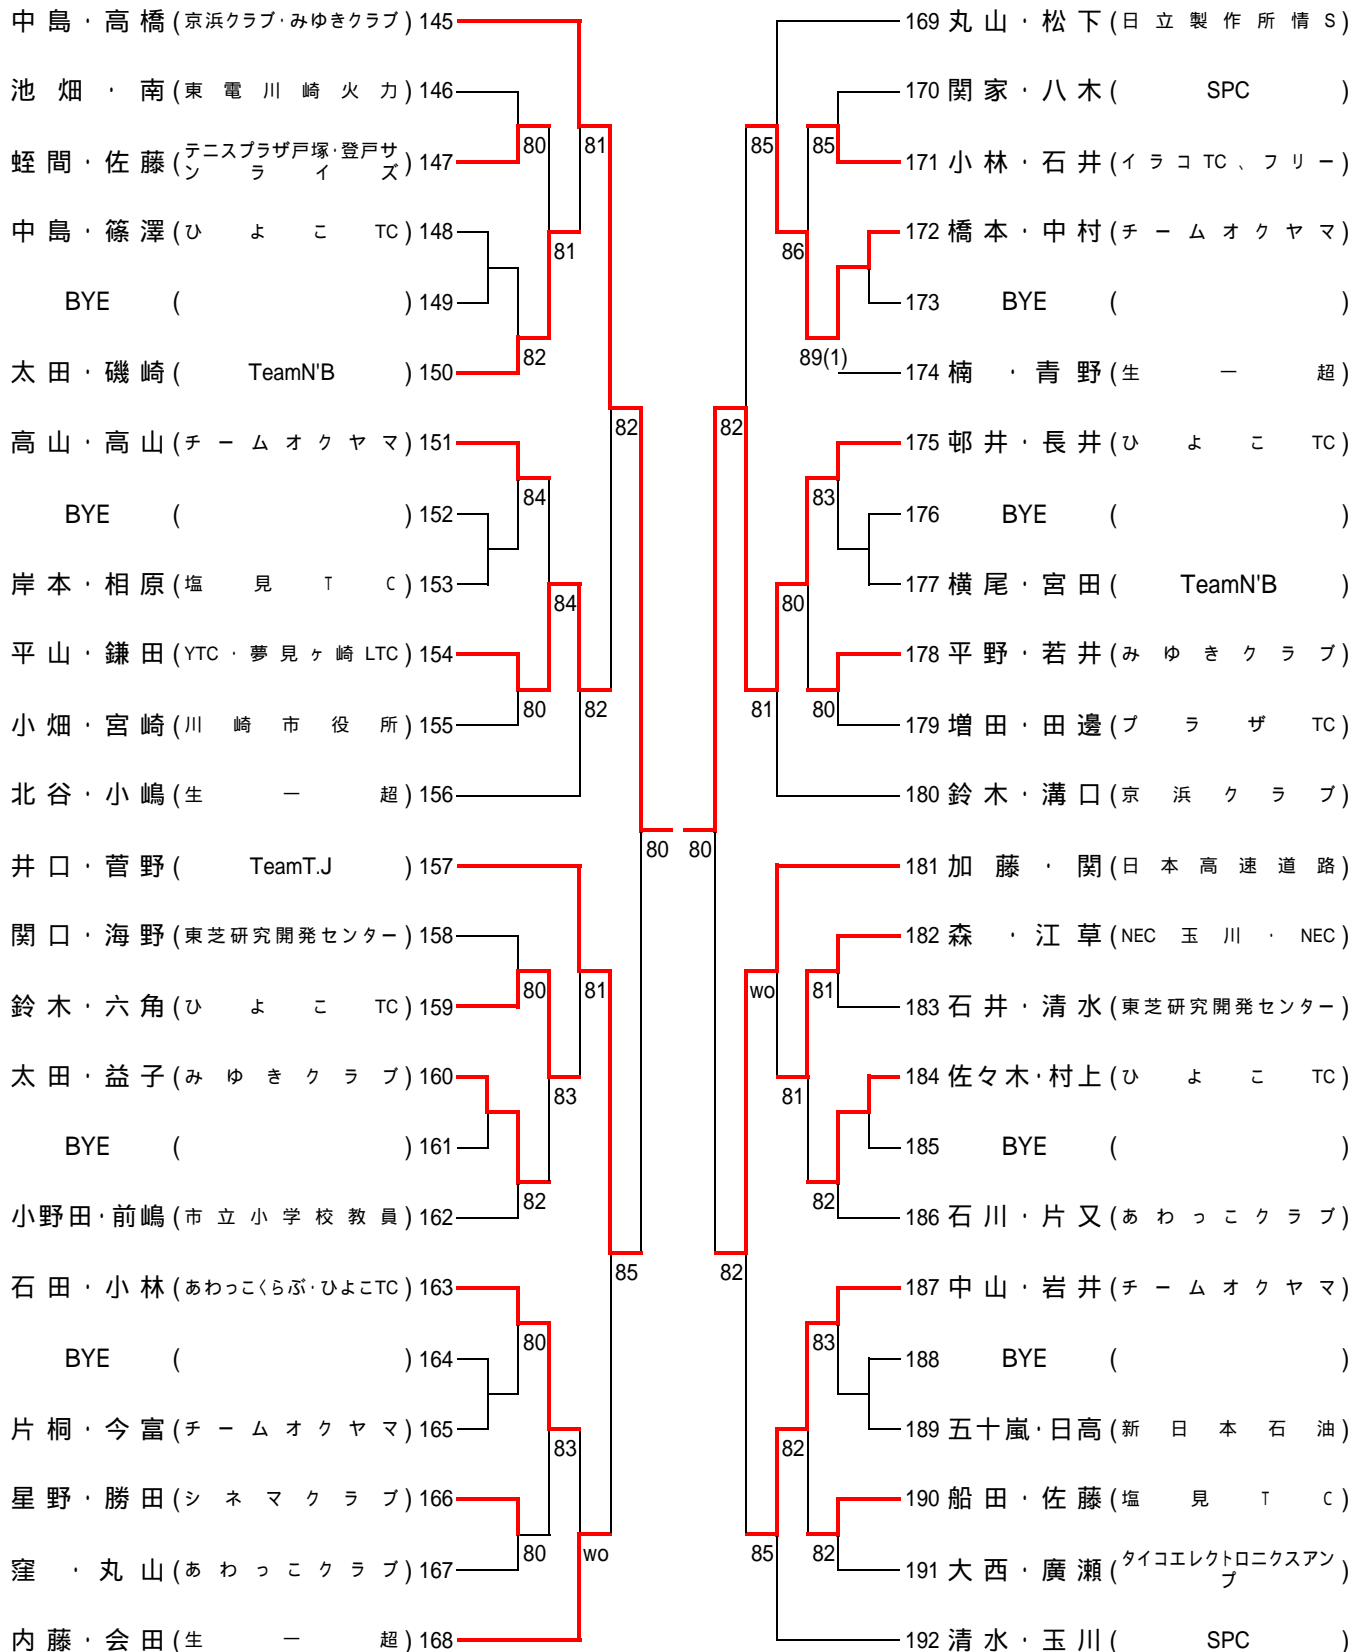 中島・高橋(京浜クラブ・みゆきクラブ)145
池畑・南(東電川崎火力)146
蛭間・佐藤(テニスプラザ戸塚・登戸サンライズ)147
80
81
中島・篠澤(ひよこTC)148
81
BYE ( )149
太田・磯崎(TeamN'B)150
82
82
高山・高山(チームオクヤマ)151
84
BYE ( )152
岸本・相原(塩見TC)153
84
平山・鎌田(YTC・夢見ヶ崎LTC)154
小畑・宮崎(川崎市役所)155
80
82
北谷・小嶋(生一超)156
80
井口・菅野(TeamT.J)157
関口・海野(東芝研究開発センター)158
鈴木・六角(ひよこTC)159
80
81
太田・益子(みゆきクラブ)160
83
BYE ( )161
小野田・前嶋(市立小学校教員)162
82
85
石田・小林(あわっこくらぶ・ひよこTC)163
80
BYE ( )164
片桐・今富(チームオクヤマ)165
83
星野・勝田(シネマクラブ)166
窪・丸山(あわっこクラブ)167
80
wo
内藤・会田(生一超)168
169 丸山・松下(日立製作所情S)
170 関家・八木(SPC)
85
85
171 小林・石井(イラコTC、フリー)
172 橋本・中村(チームオクヤマ)
86
173 BYE ( )
89(1)
174 楠・青野(生一超)
82
175 邨井・長井(ひよこTC)
83
176 BYE ( )
177 横尾・宮田(TeamN'B)
80
178 平野・若井(みゆきクラブ)
81
80
179 増田・田邊(プラザTC)
180 鈴木・溝口(京浜クラブ)
80
181 加藤・関(日本高速道路)
182 森・江草(NEC玉川・NEC)
wo
81
183 石井・清水(東芝研究開発センター)
184 佐々木・村上(ひよこTC)
81
185 BYE ( )
82
186 石川・片又(あわっこクラブ)
82
187 中山・岩井(チームオクヤマ)
83
188 BYE ( )
189 五十嵐・日高(新日本石油)
82
190 船田・佐藤(塩見TC)
85
82
191 大西・廣瀬(タイコエレクトロニクスアンプ)
192 清水・玉川(SPC)